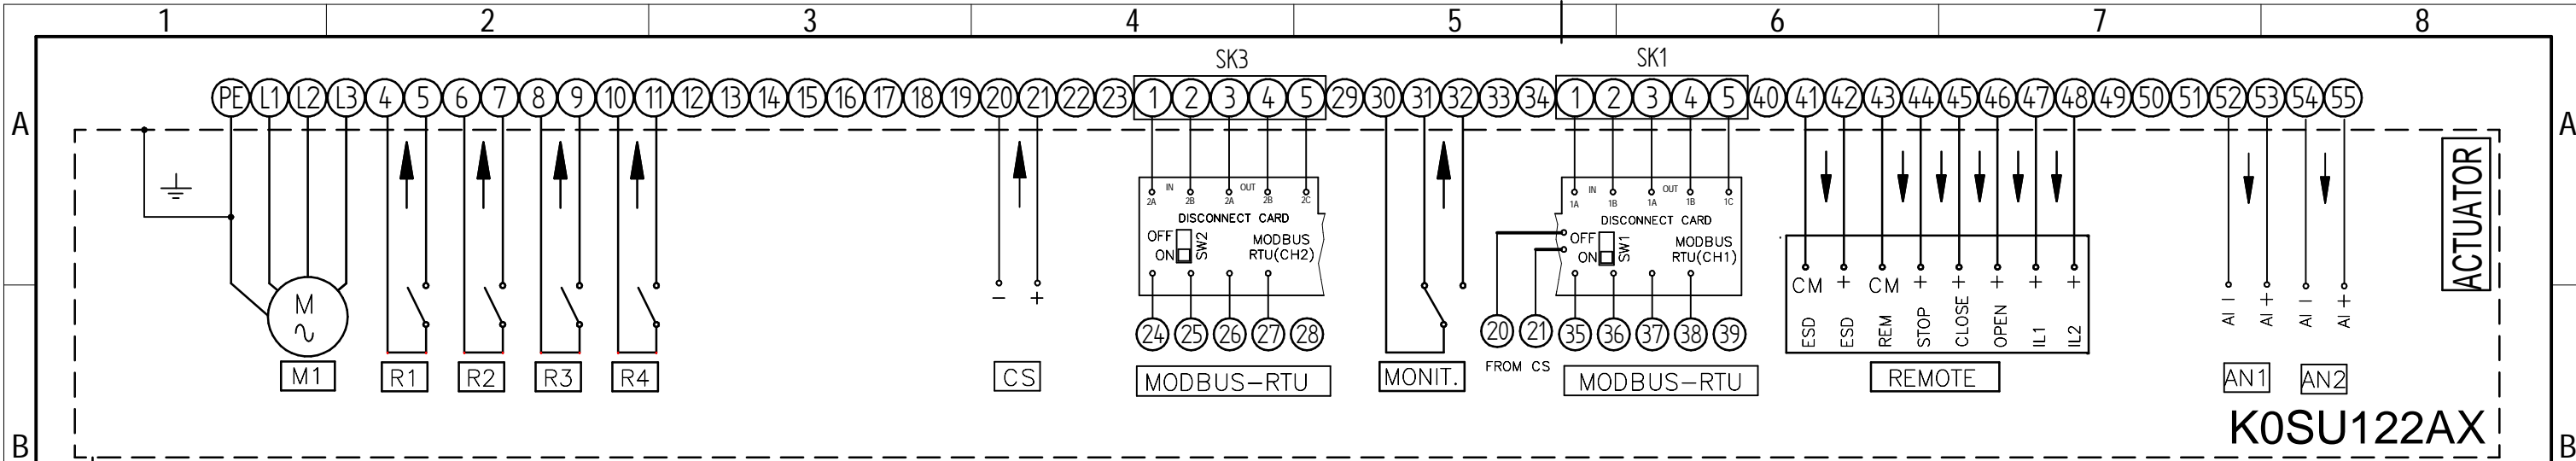 1 2 3 4 5 6 7 8
SK3 SK1
A PE L1 L2 L3 4 5 6 7 8 9 10 11 12 13 14 15 16 17 18 19 20 21 22 23 1 2 3 4 5 29 30 31 32 33 34 1 2 3 4 5 40 41 42 43 44 45 46 47 48 49 50 51 52 53 54 55 A
ACTUATOR
IN OUT
2A 2B 2A 2B 2C
DISCONNECT CARD
OFF
ON
SW2
MODBUS
RTU(CH2)
IN OUT
1A 1B 1A 1B 1C
DISCONNECT CARD
OFF
ON
SW1
MODBUS
RTU(CH1)
M
− +
24 25 26 27 28
20 21
FROM CS
35 36 37 38 39
CM + CM + + + + +
ESD ESD REM STOP CLOSE OPEN IL1 IL2
AI − AI + AI − AI +
M1 R1 R2 R3 R4 CS MODBUS-RTU MONIT. MODBUS-RTU REMOTE AN1 AN2
K0SU122AX
B B